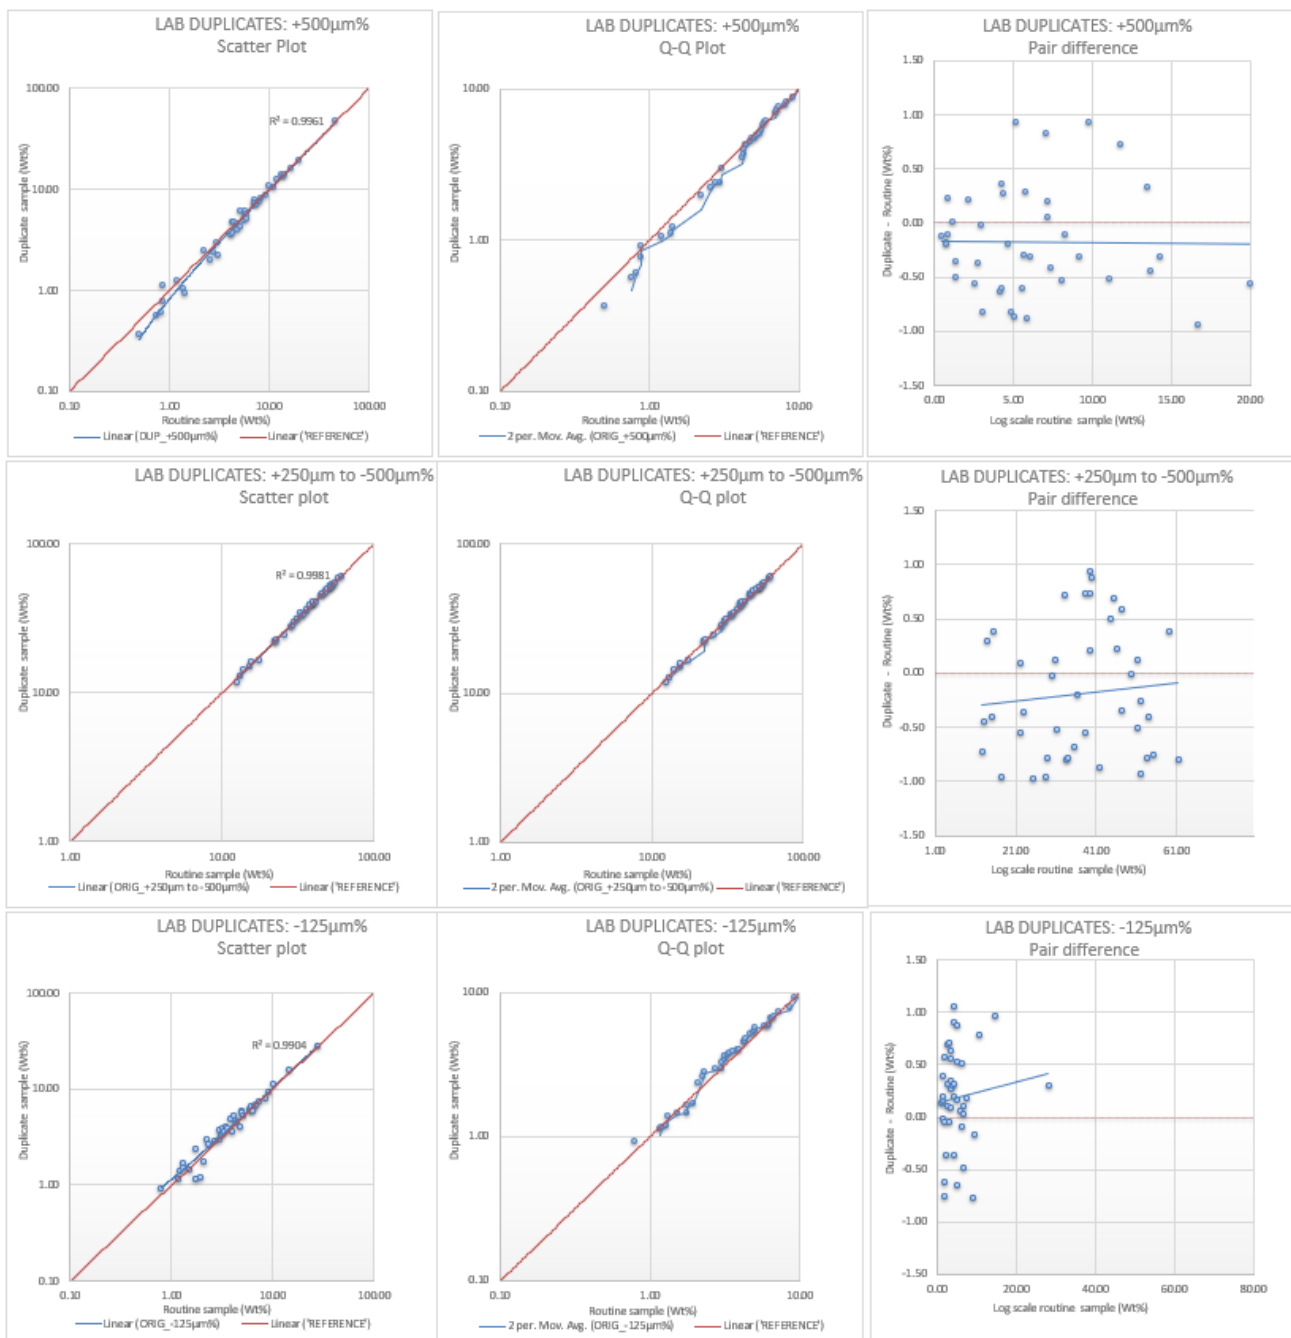 LAB DUPLICATES: +500µm%
Scatter Plot
100.00
10.00
1.00
0.10
Duplicate sample (Wt%)
R² = 0.9961
0.10 1.00 10.00 100.00
Routine sample (Wt%)
Linear (DUP_+500µm%) Linear ('REFERENCE')
LAB DUPLICATES: +500µm%
Q-Q Plot
10.00
1.00
0.10
Duplicate sample (Wt%)
0.10 1.00 10.00
Routine sample (Wt%)
2 per. Mov. Avg. (ORIG_+500µm%) Linear ('REFERENCE')
LAB DUPLICATES: +500µm%
Pair difference
1.50
1.00
0.50
0.00
-0.50
-1.00
-1.50
Duplicate - Routine (Wt%)
0.00 5.00 10.00 15.00 20.00
Log scale routine sample (Wt%)
LAB DUPLICATES: +250µm to -500µm%
Scatter plot
100.00
10.00
1.00
Duplicate sample (Wt%)
R² = 0.9981
1.00 10.00 100.00
Routine sample (Wt%)
Linear (ORIG_+250µm to -500µm%) Linear ('REFERENCE')
LAB DUPLICATES: +250µm to -500µm%
Q-Q plot
100.00
10.00
1.00
Duplicate sample (Wt%)
1.00 10.00 100.00
Routine sample (Wt%)
2 per. Mov. Avg. (ORIG_+250µm to -500µm%) Linear ('REFERENCE')
LAB DUPLICATES: +250µm to -500µm%
Pair difference
1.50
1.00
0.50
0.00
-0.50
-1.00
-1.50
Duplicate - Routine (Wt%)
1.00 21.00 41.00 61.00
Log scale routine sample (Wt%)
LAB DUPLICATES: -125µm%
Scatter plot
100.00
10.00
1.00
0.10
Duplicate sample (Wt%)
R² = 0.9904
0.10 1.00 10.00 100.00
Routine sample (Wt%)
Linear (ORIG_-125µm%) Linear ('REFERENCE')
LAB DUPLICATES: -125µm%
Q-Q plot
10.00
1.00
0.10
Duplicate sample (Wt%)
0.10 1.00 10.00
Routine sample (Wt%)
2 per. Mov. Avg. (ORIG_-125µm%) Linear ('REFERENCE')
LAB DUPLICATES: -125µm%
Pair difference
1.50
1.00
0.50
0.00
-0.50
-1.00
-1.50
Duplicate - Routine (Wt%)
0.00 20.00 40.00 60.00 80.00
Log scale routine sample (Wt%)